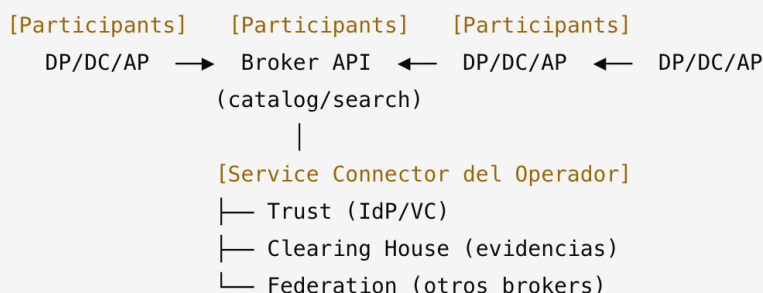 [Participants]   [Participants]   [Participants]
DP/DC/AP  ──►  Broker API  ◄──  DP/DC/AP  ◄──  DP/DC/AP
(catalog/search)
│
[Service Connector del Operador]
├── Trust (IdP/VC)
├── Clearing House (evidencias)
└── Federation (otros brokers)